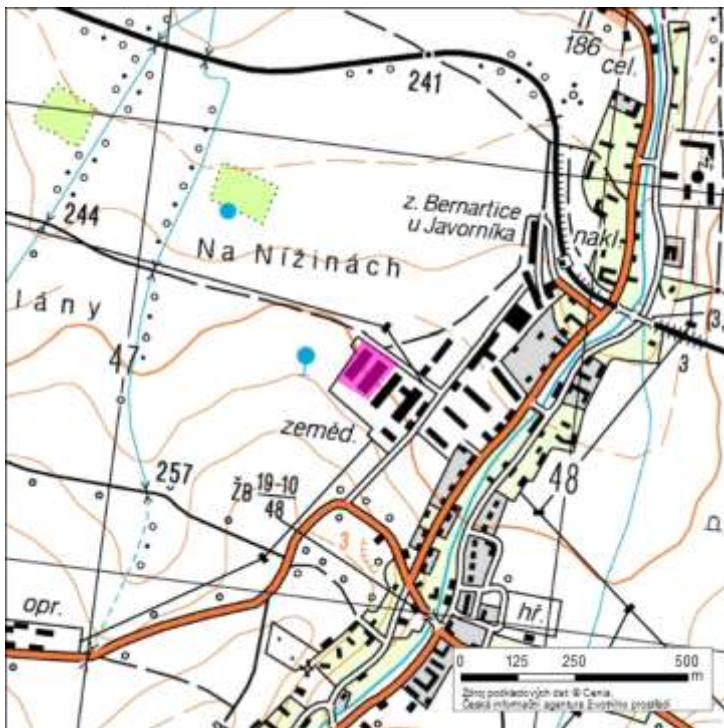 II
186
cel.
241
z. Bernartice
u Javorníka
nakl.
244
Na Nížinách
lány
47
3
zeměd.
257
ŽB 19-10
48
48
3
opr.
hř.
0 125 250 500
m
Zdroj podkladových dat © Cenia,
Česká informační agentura životního prostředí